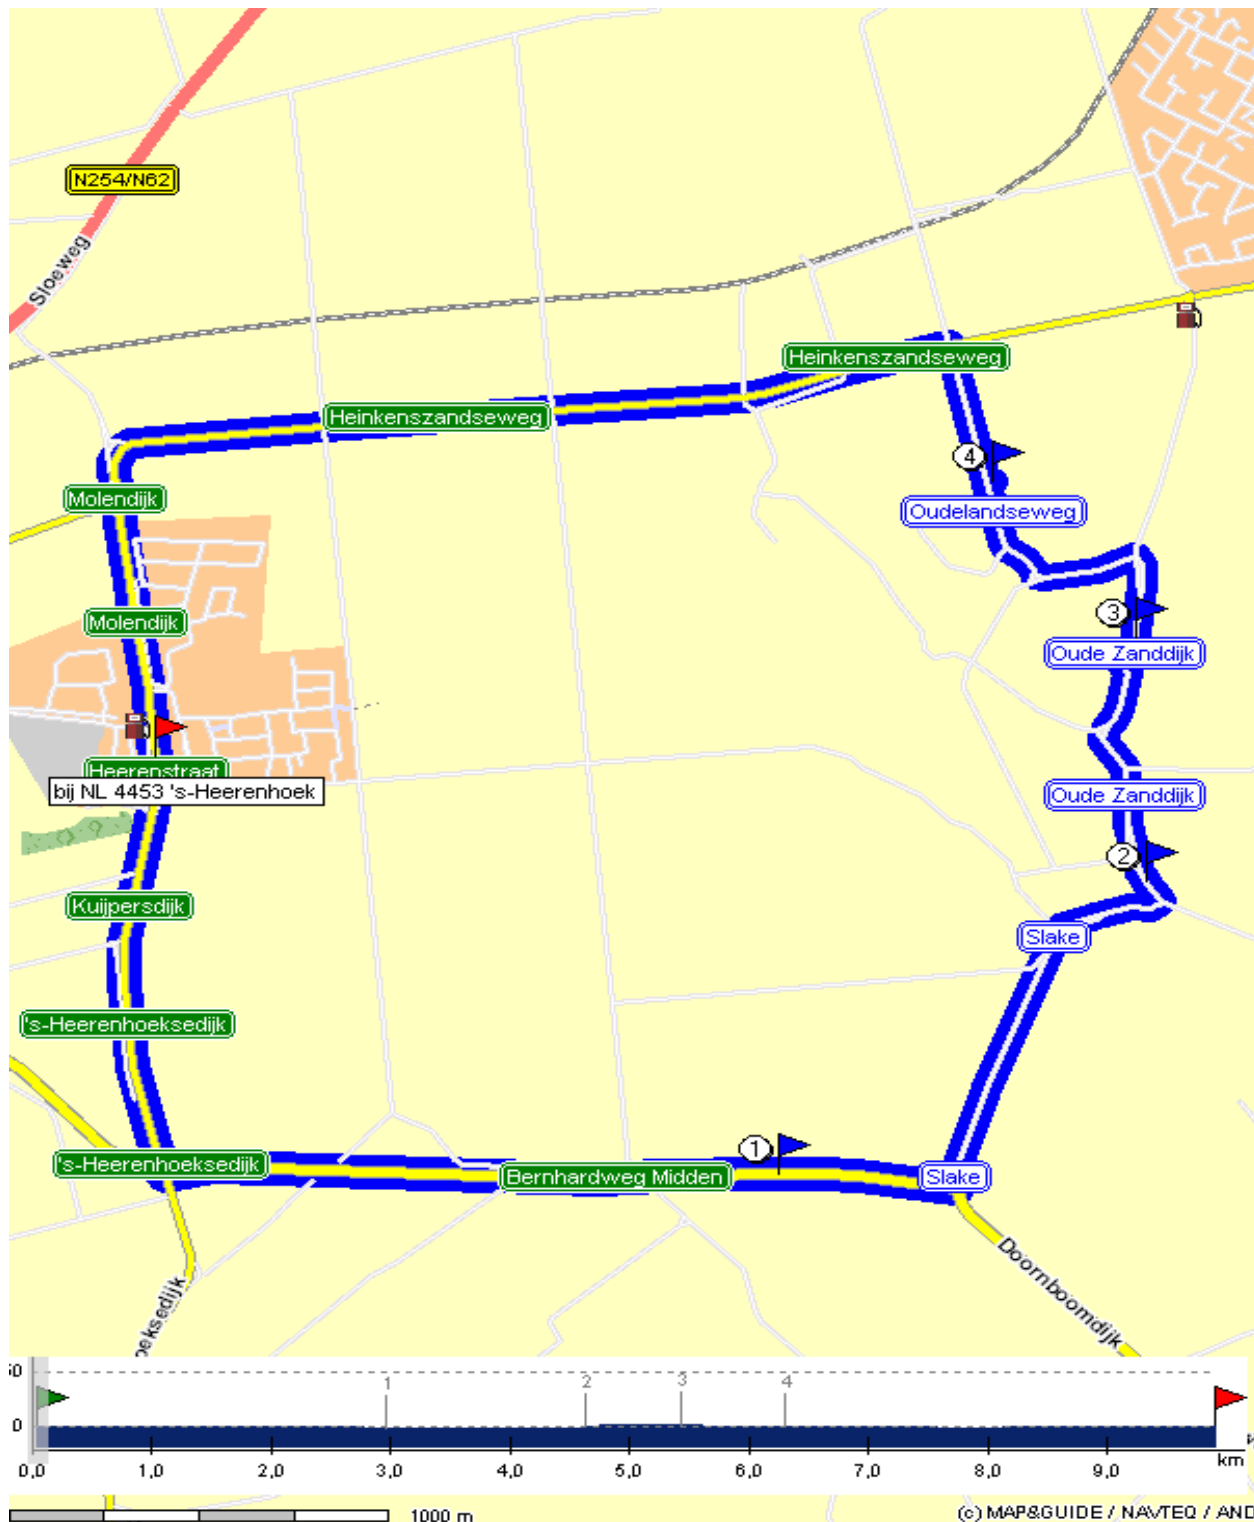 N254/N62
Sloeweg
Heinkenszandseweg
Heinkenszandseweg
4
Molendijk
Oudelandseweg
3
Molendijk
Oude Zanddijk
Heerenstraat
bij NL 4453 's-Heerenhoek
Oude Zanddijk
2
Kuijpersdijk
Slake
's-Heerenhoeksedijk
1
's-Heerenhoeksedijk
Bernhardweg Midden
Slake
Doornboomdijk
oeksedijk
1 2 3 4
0
0,0 1,0 2,0 3,0 4,0 5,0 6,0 7,0 8,0 9,0 km
1000 m
(c) MAP&GUIDE / NAVTEQ / AND